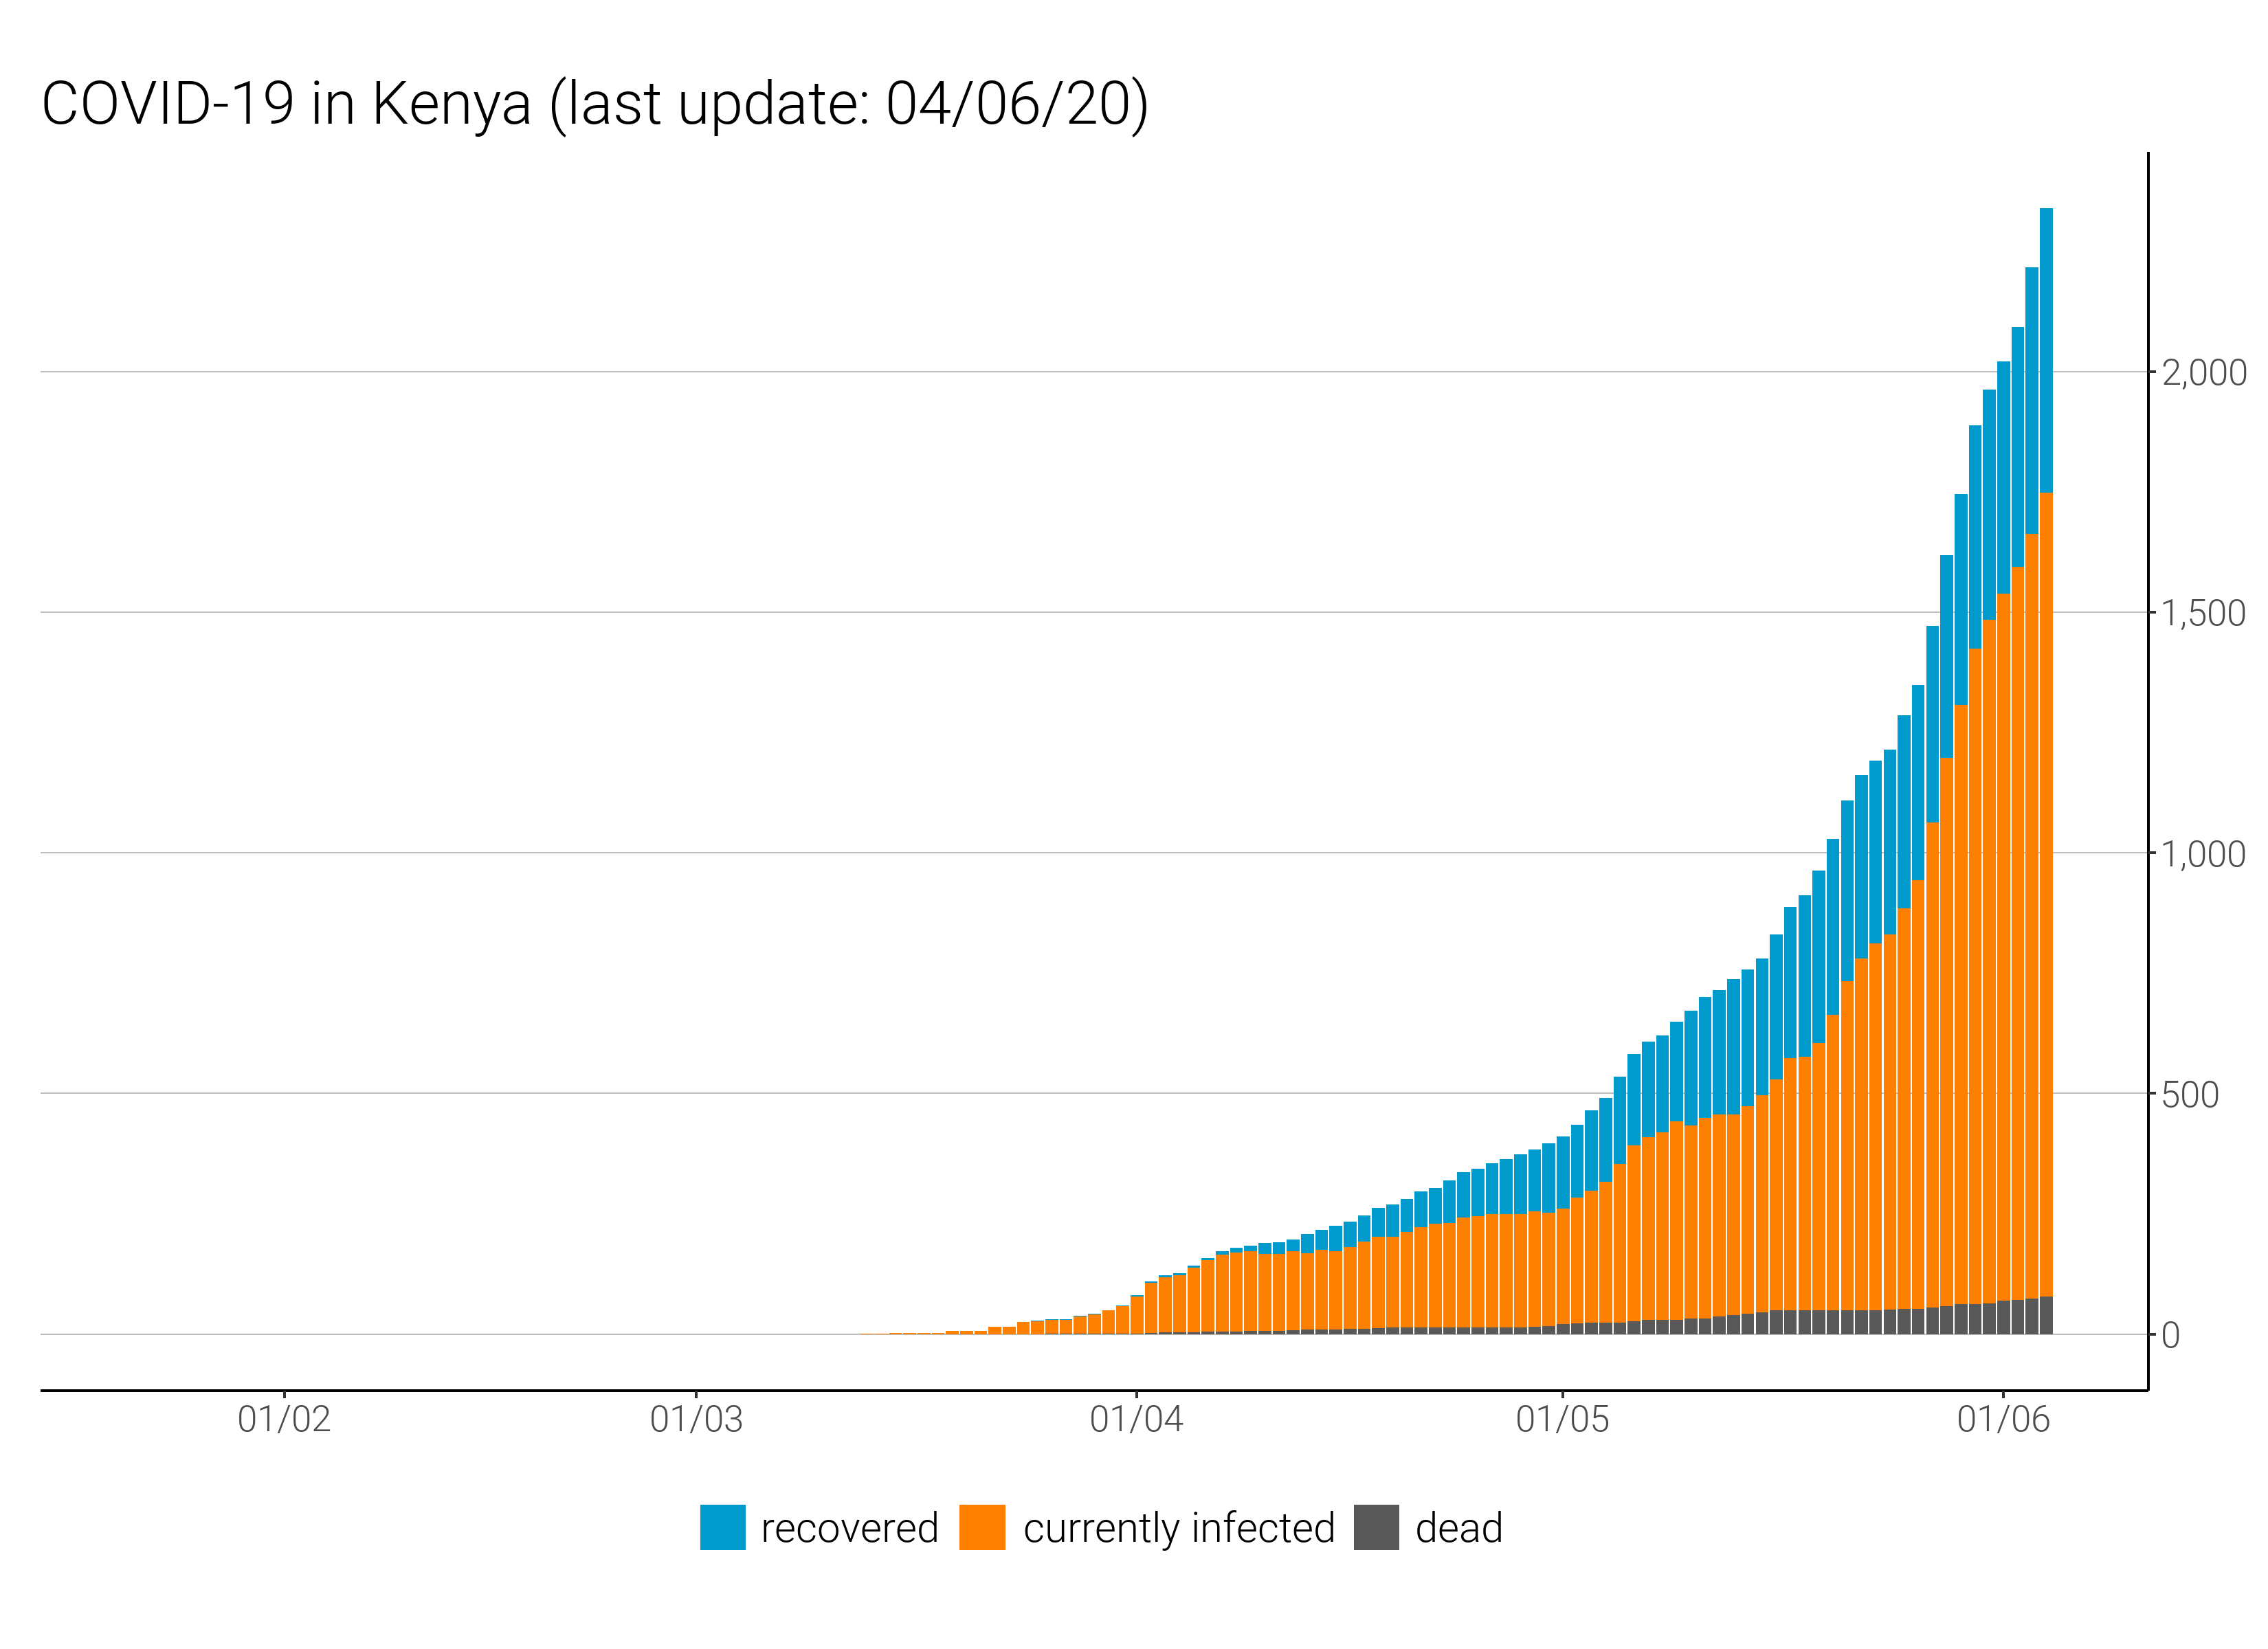 COVID-19 in Kenya (last update: 04/06/20)
2,000
1,500
1,000
500
0
01/02 01/03 01/04 01/05 01/06
recovered currently infected dead